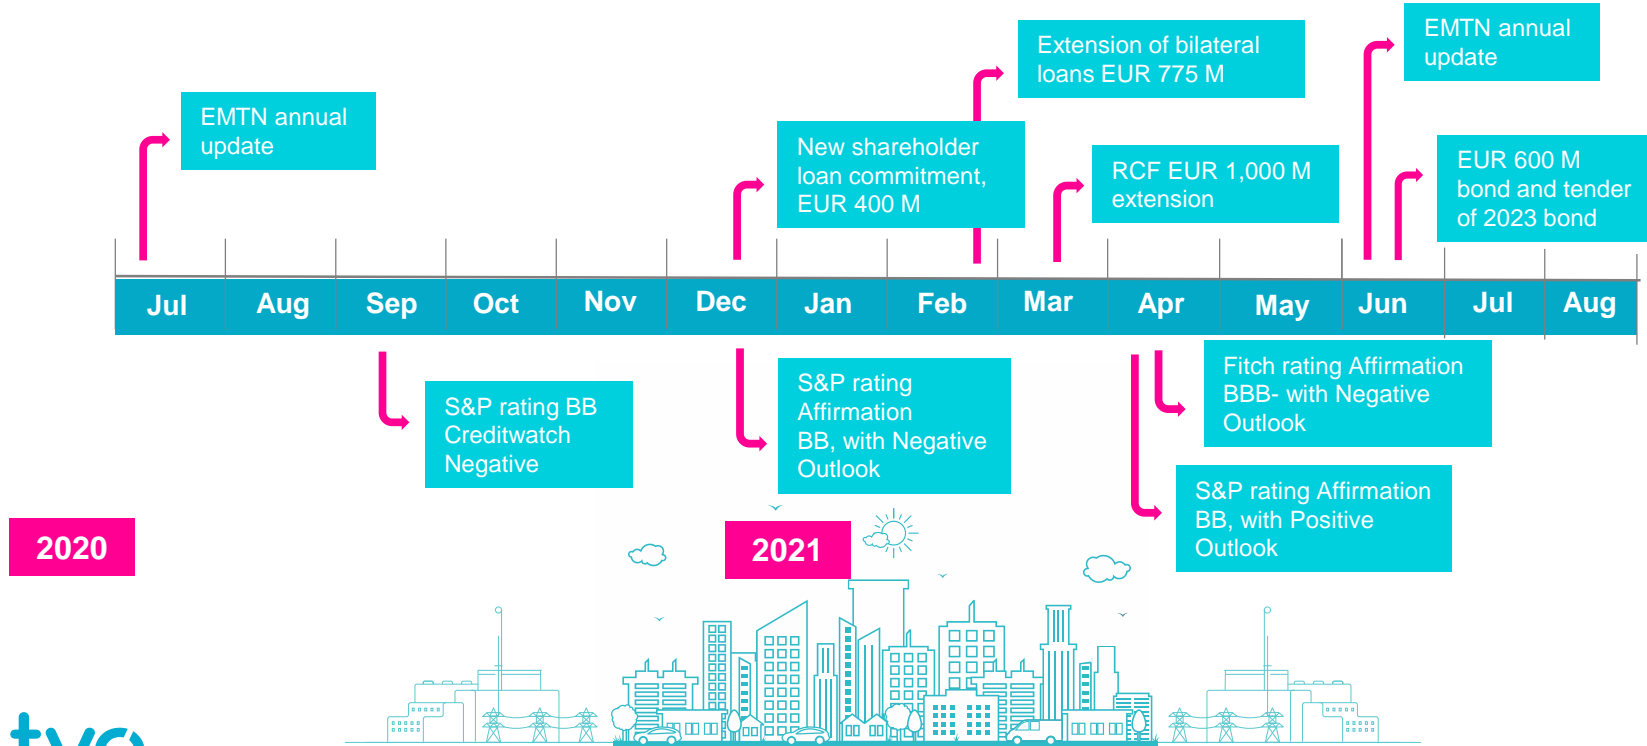 EMTN annual
update
Extension of bilateral
loans EUR 775 M
EMTN annual
update
New shareholder
loan commitment,
EUR 400 M
RCF EUR 1,000 M
extension
EUR 600 M
bond and tender
of 2023 bond
Jul Aug Sep Oct Nov Dec Jan Feb Mar Apr May Jun Jul Aug
S&P rating BB
Creditwatch
Negative
S&P rating
Affirmation
BB, with Negative
Outlook
Fitch rating Affirmation
BBB- with Negative
Outlook
S&P rating Affirmation
BB, with Positive
Outlook
2020
2021
tvo